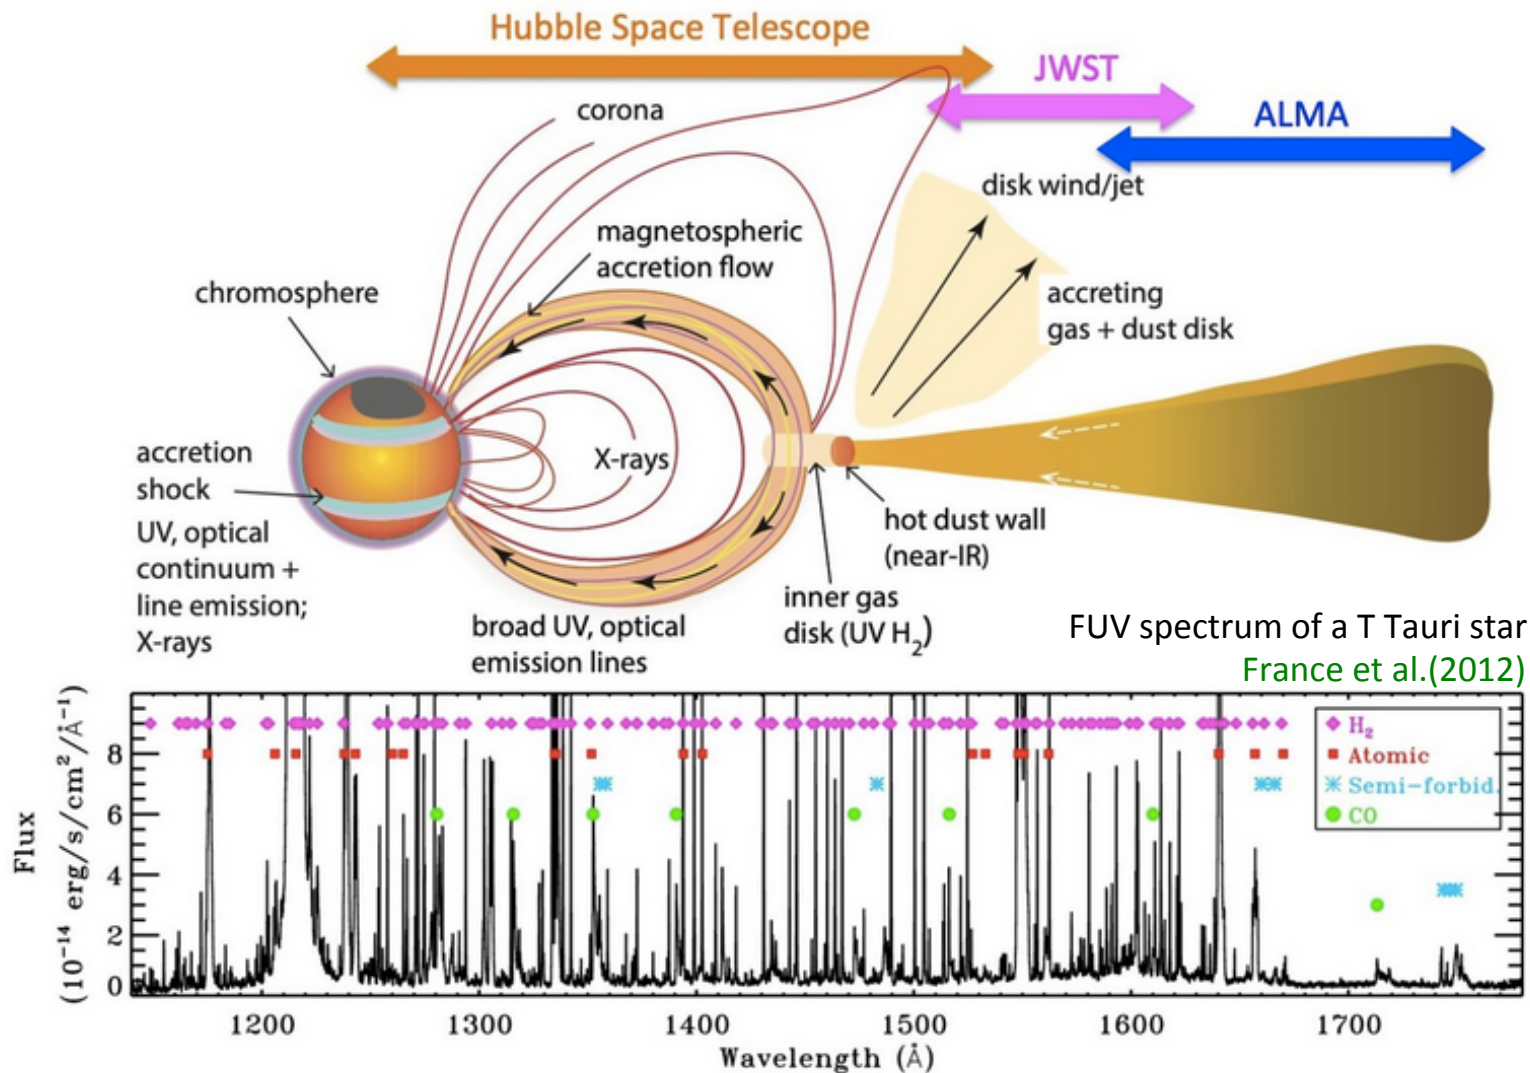 Hubble Space Telescope
JWST
ALMA
corona
disk wind/jet
magnetospheric
accretion flow
chromosphere
accreting
gas + dust disk
accretion
shock
UV, optical
continuum +
line emission;
X-rays
X-rays
hot dust wall
(near-IR)
inner gas
disk (UV H₂)
broad UV, optical
emission lines
FUV spectrum of a T Tauri star
France et al.(2012)
Flux
(10⁻¹⁴ erg/s/cm²/Å⁻¹)
8
6
4
2
0
H₂
Atomic
Semi-forbid.
CO
1200 1300 1400 1500 1600 1700
Wavelength (Å)